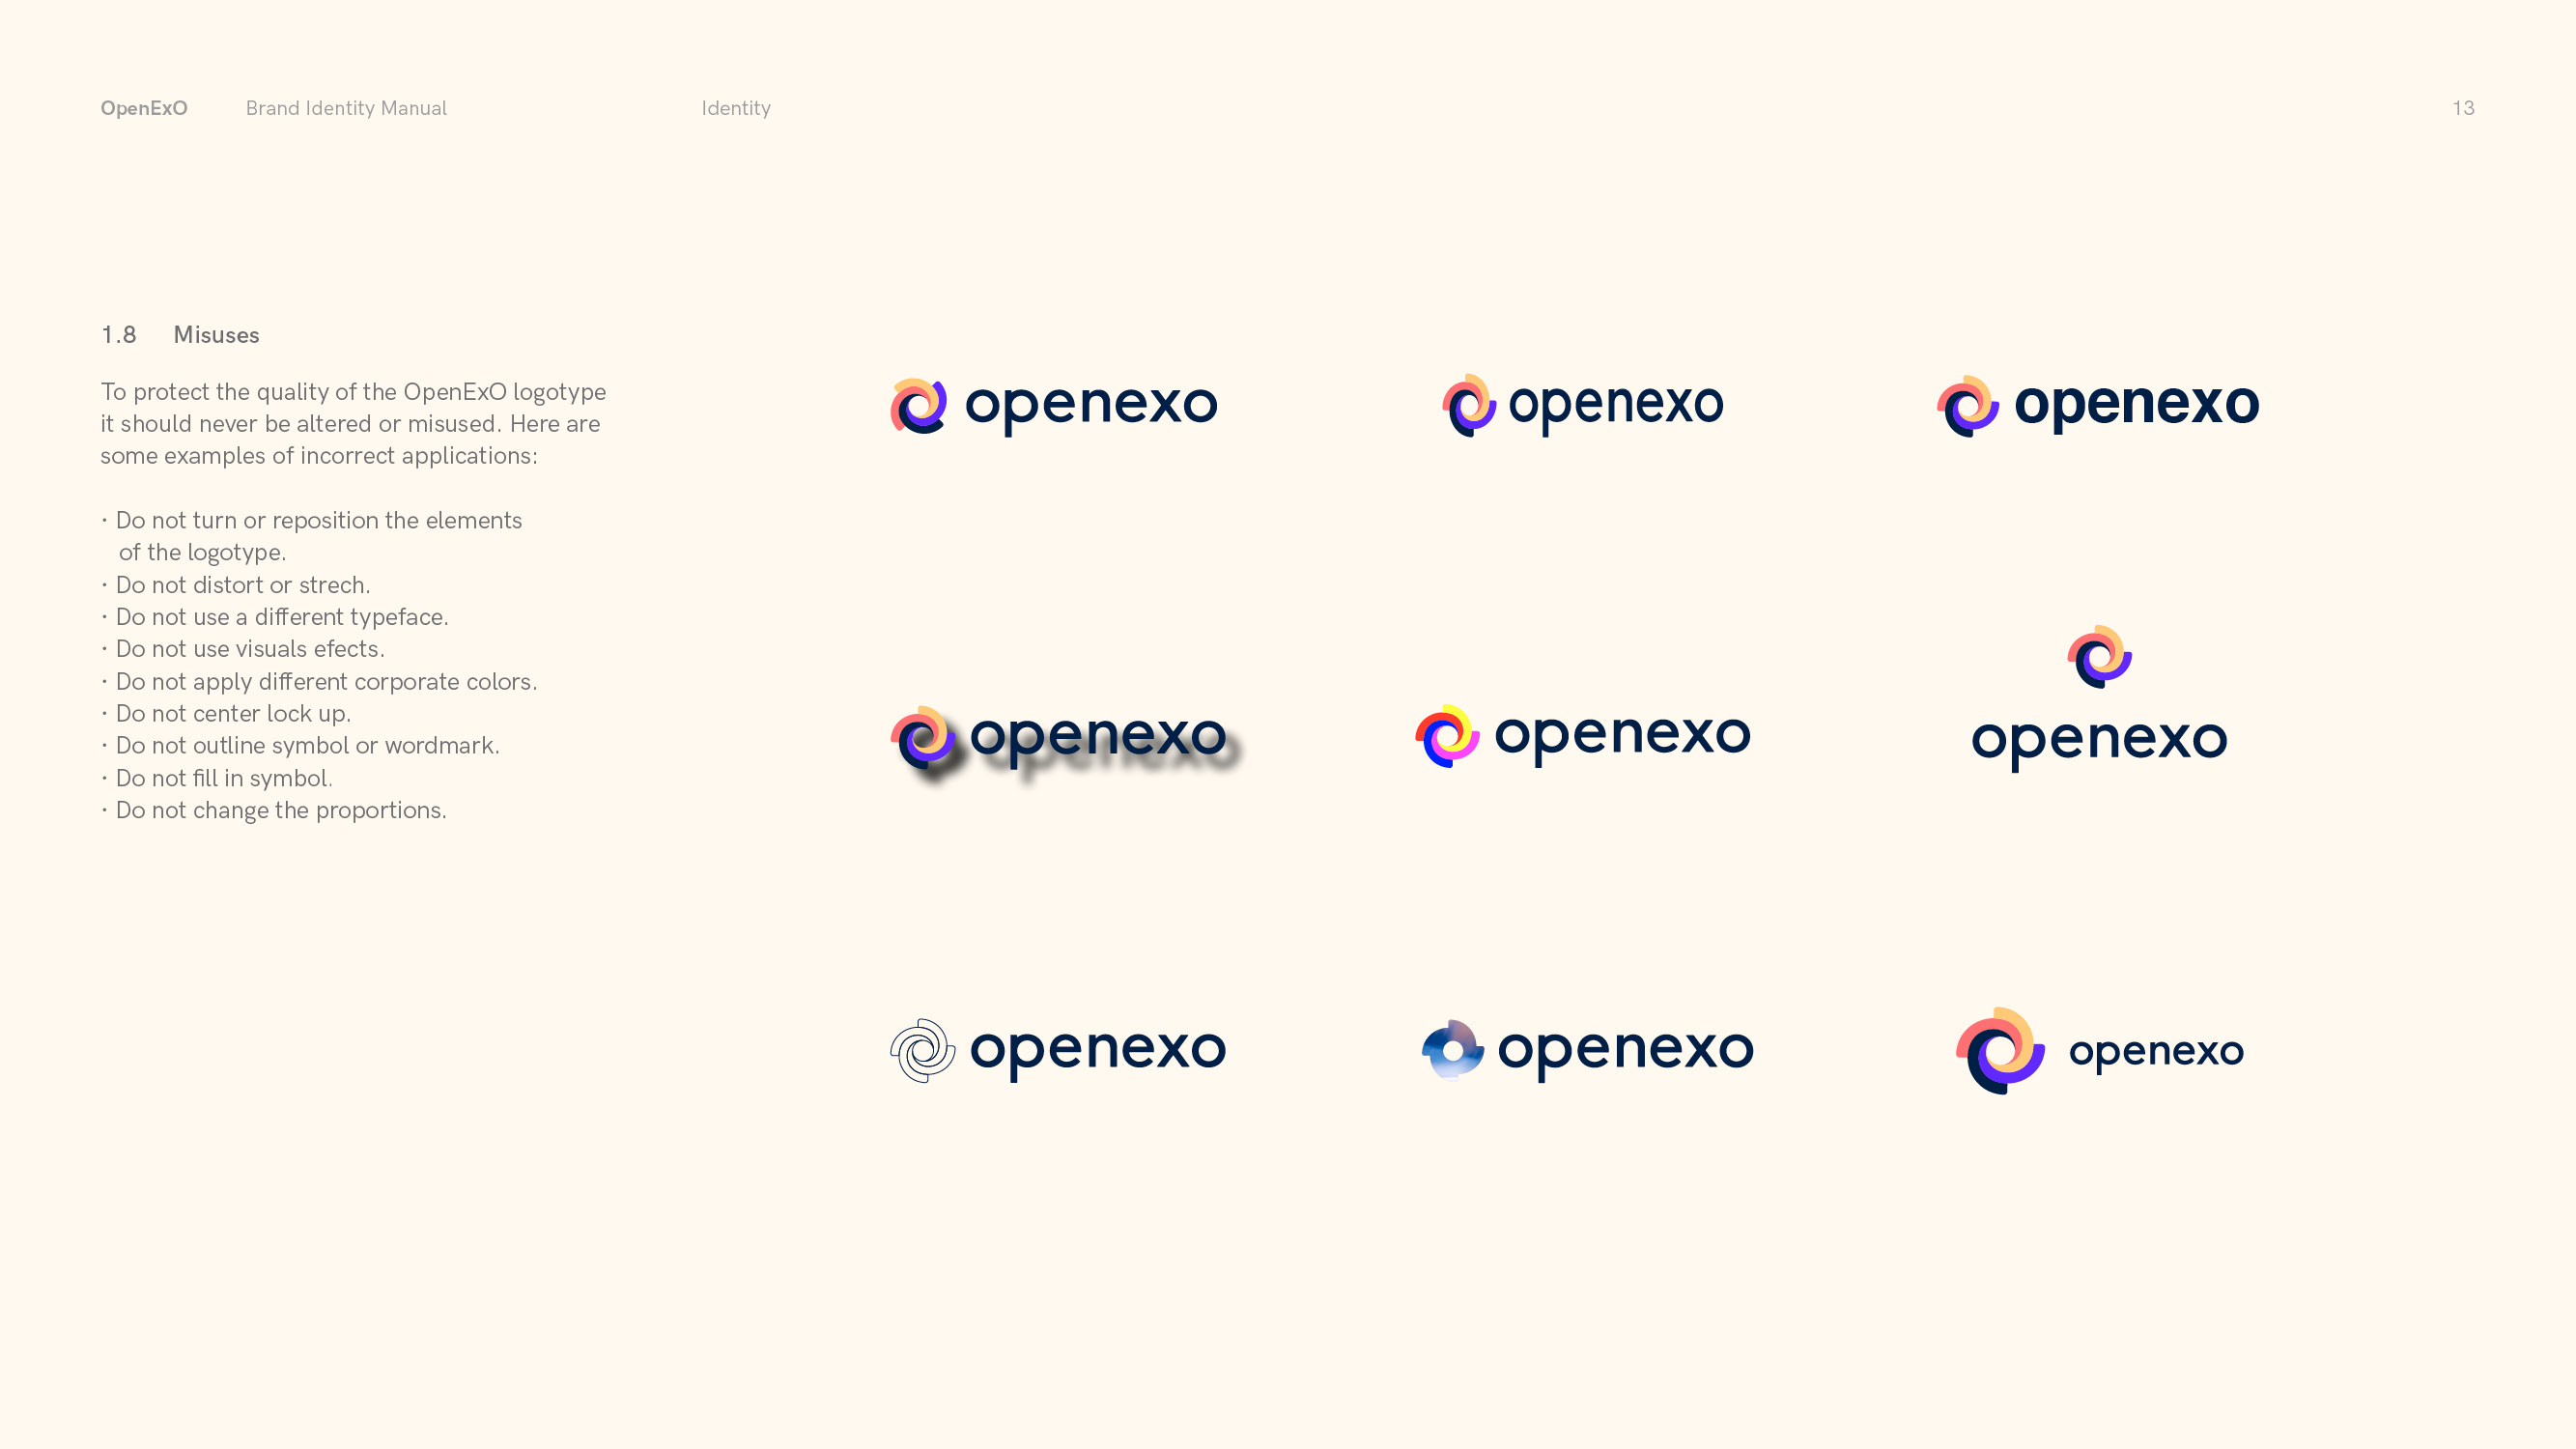 OpenExO Brand Identity Manual Identity 13
1.8 Misuses
To protect the quality of the OpenExO logotype
it should never be altered or misused. Here are
some examples of incorrect applications:
· Do not turn or reposition the elements
of the logotype.
· Do not distort or strech.
· Do not use a different typeface.
· Do not use visuals efects.
· Do not apply different corporate colors.
· Do not center lock up.
· Do not outline symbol or wordmark.
· Do not fill in symbol.
· Do not change the proportions.
openexo openexo openexo
openexo openexo openexo
openexo openexo openexo